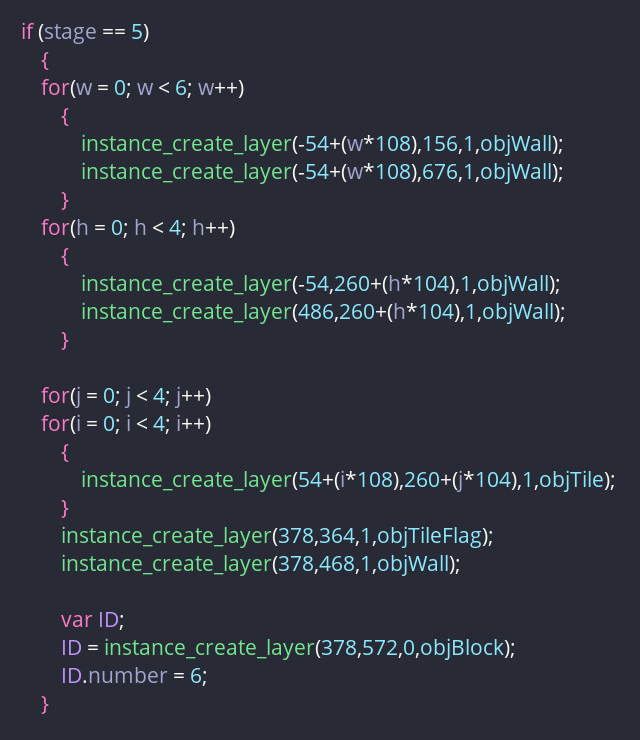 if (stage == 5)
{
for(w = 0; w < 6; w++)
{
instance_create_layer(-54+(w*108),156,1,objWall);
instance_create_layer(-54+(w*108),676,1,objWall);
}
for(h = 0; h < 4; h++)
{
instance_create_layer(-54,260+(h*104),1,objWall);
instance_create_layer(486,260+(h*104),1,objWall);
}
for(j = 0; j < 4; j++)
for(i = 0; i < 4; i++)
{
instance_create_layer(54+(i*108),260+(j*104),1,objTile);
}
instance_create_layer(378,364,1,objTileFlag);
instance_create_layer(378,468,1,objWall);
var ID;
ID = instance_create_layer(378,572,0,objBlock);
ID.number = 6;
}